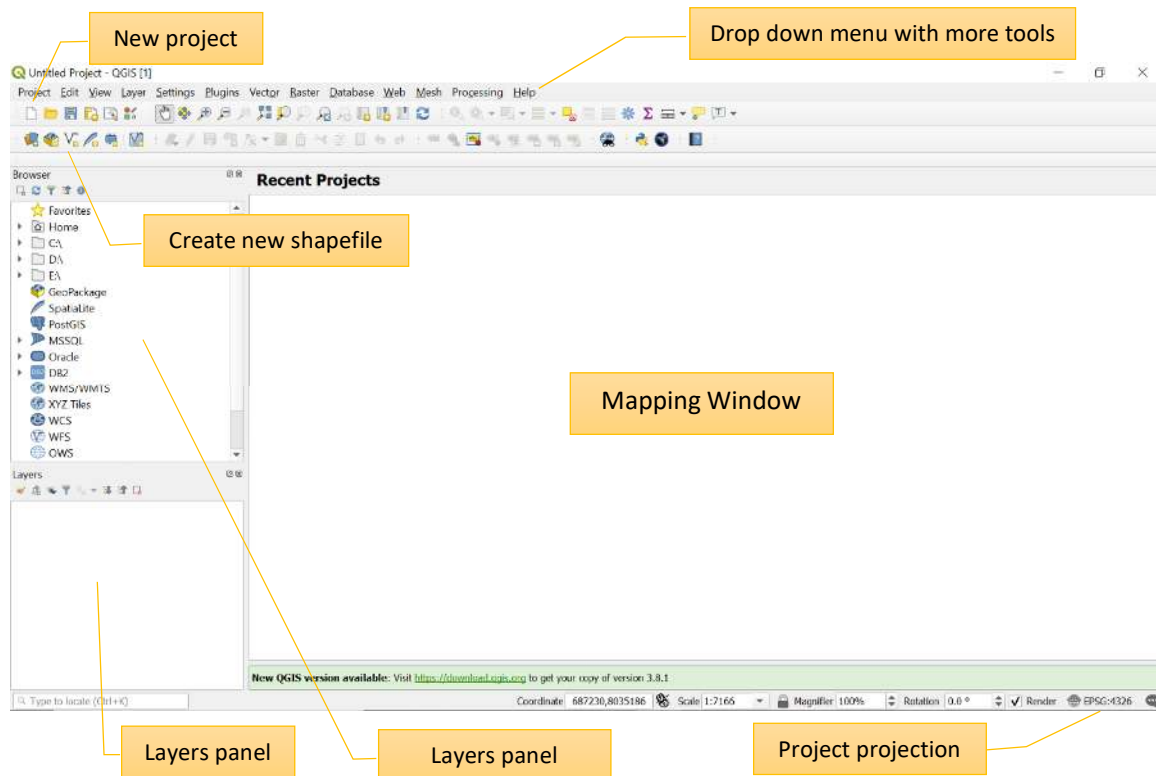 New project
Drop down menu with more tools
Untitled Project - QGIS [1]
Project Edit View Layer Settings Plugins Vector Raster Database Web Mesh Processing Help
Browser
Recent Projects
Favorites
Home
C:\
D:\
E:\
GeoPackage
SpatiaLite
PostGIS
MSSQL
Oracle
DB2
WMS/WMTS
XYZ Tiles
WCS
WFS
OWS
Create new shapefile
Mapping Window
Layers
New QGIS version available: Visit https://download.qgis.org to get your copy of version 3.8.1
Type to locate (Ctrl+K)
Coordinate 687230,8035186 Scale 1:7166 Magnifier 100% Rotation 0.0 ° Render EPSG:4326
Layers panel
Layers panel
Project projection